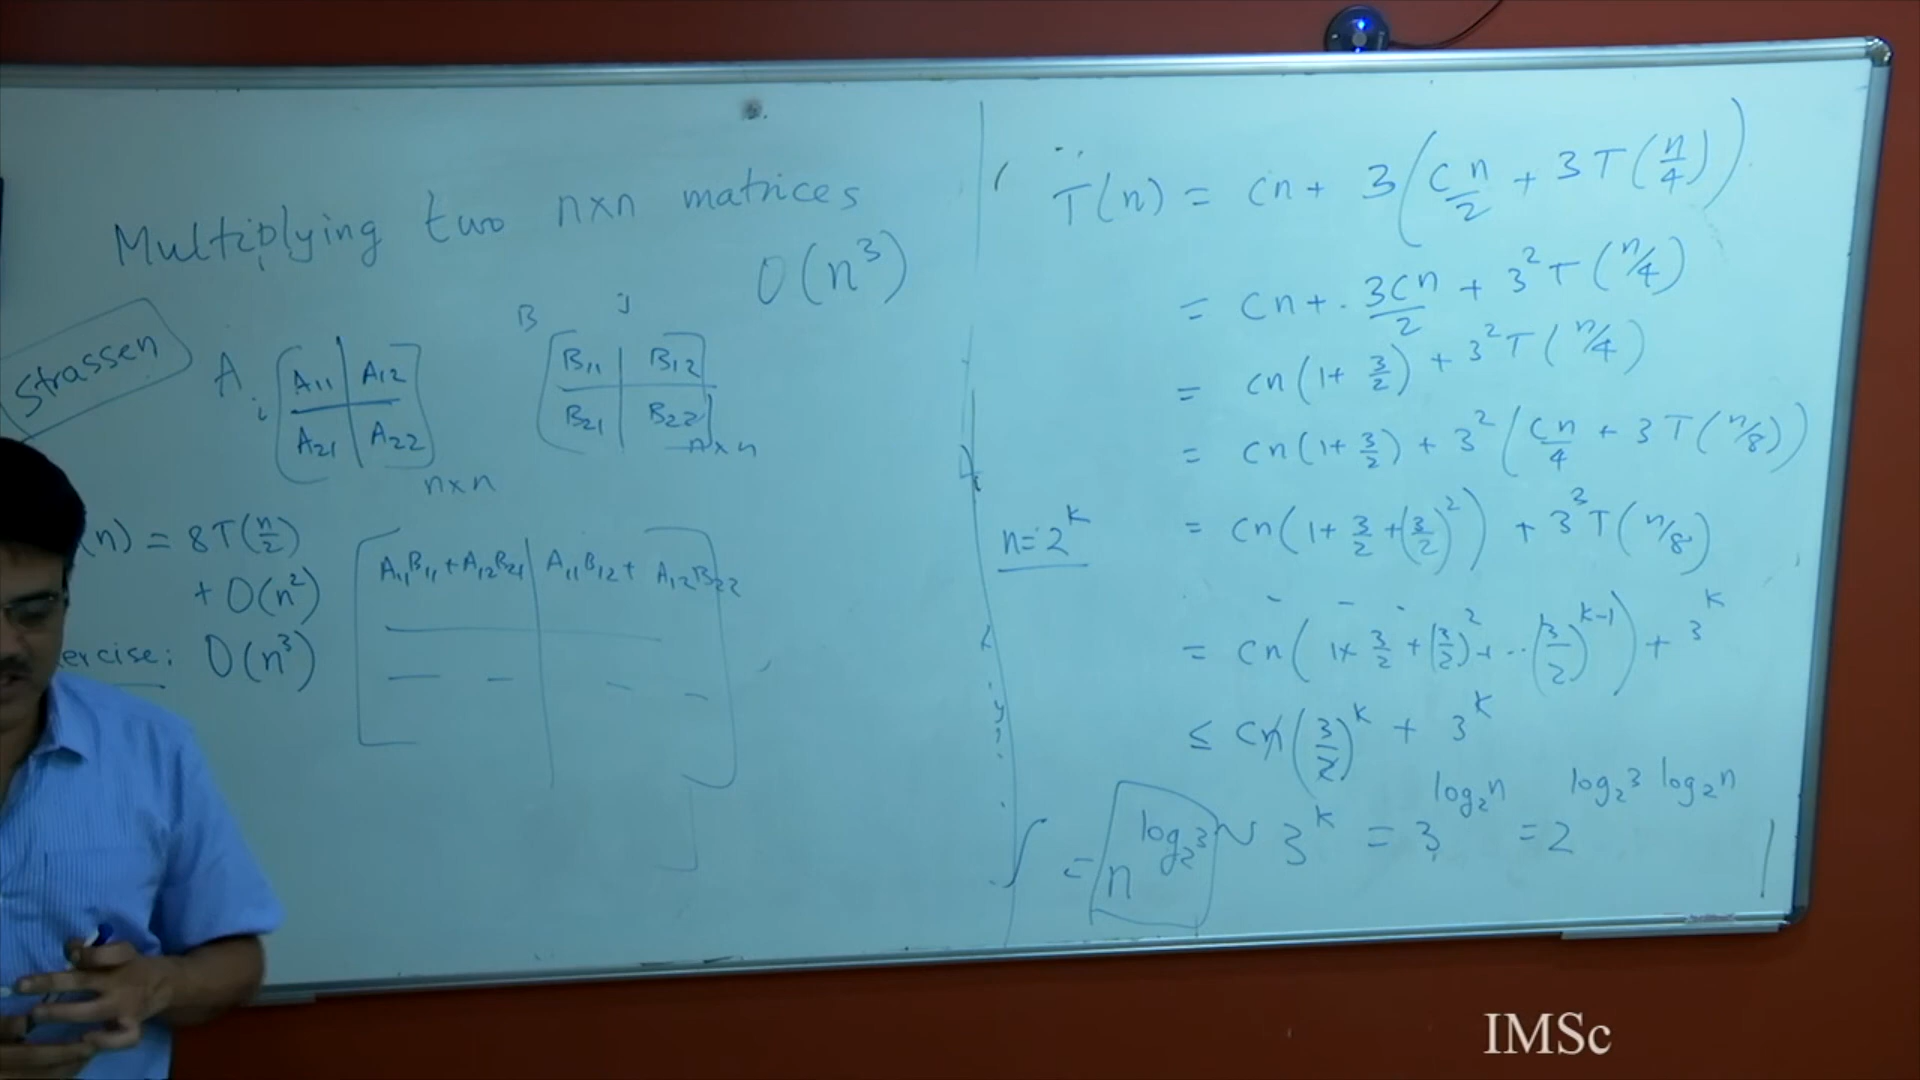 Multiplying two n×n matrices
O(n³)
Strassen
A
i
A₁₁ A₁₂
A₂₁ A₂₂
n×n
B
j
B₁₁ B₁₂
B₂₁ B₂₂
n×n
(n) = 8T(n/2)
+ O(n²)
ercise: O(n³)
A₁₁B₁₁+A₁₂B₂₁ A₁₁B₁₂+ A₁₂B₂₂
T(n) = cn + 3(cn/2 + 3T(n/4))
= cn + 3cn/2 + 3²T(n/4)
= cn(1+ 3/2) + 3²T(n/4)
= cn(1+ 3/2) + 3²(cn/4 + 3T(n/8))
n=2ᵏ
= cn(1+ 3/2 +(3/2)²) + 3³T(n/8)
= cn(1+ 3/2 +(3/2)²+ ··(3/2)ᵏ⁻¹) + 3ᵏ
≤ cn(3/2)ᵏ + 3ᵏ
= n^log₂3 ~ 3ᵏ = 3^log₂n = 2^log₂3 log₂n
IMSc